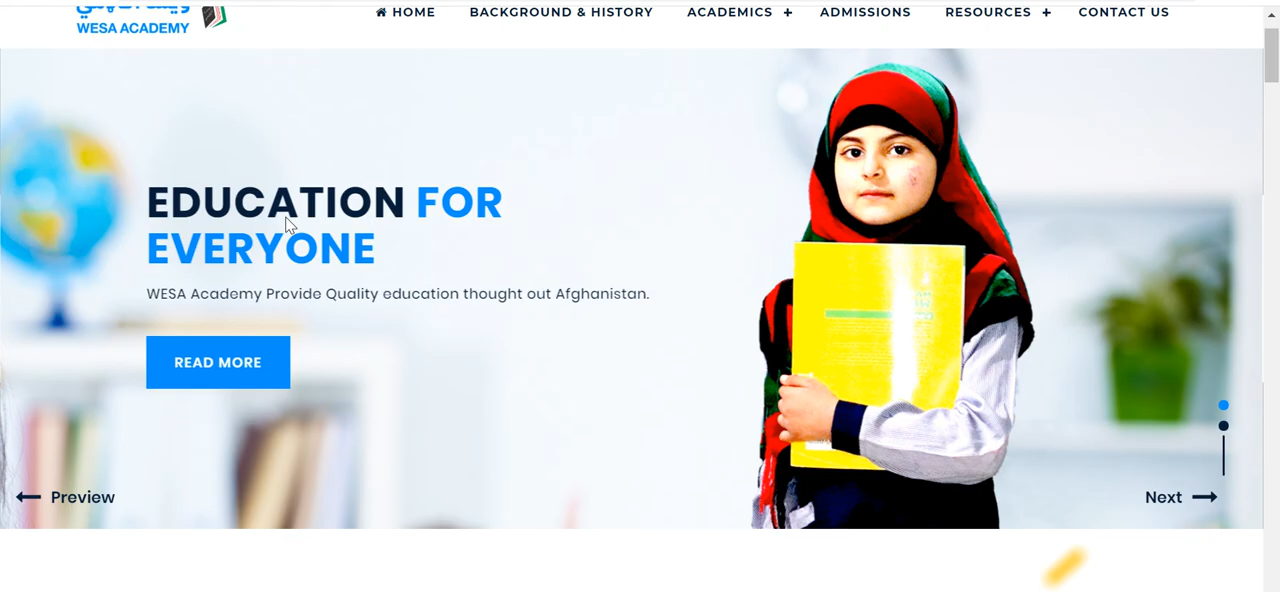 WESA ACADEMY
HOME
BACKGROUND & HISTORY
ACADEMICS +
ADMISSIONS
RESOURCES +
CONTACT US
EDUCATION FOR
EVERYONE
WESA Academy Provide Quality education thought out Afghanistan.
READ MORE
Preview
Next